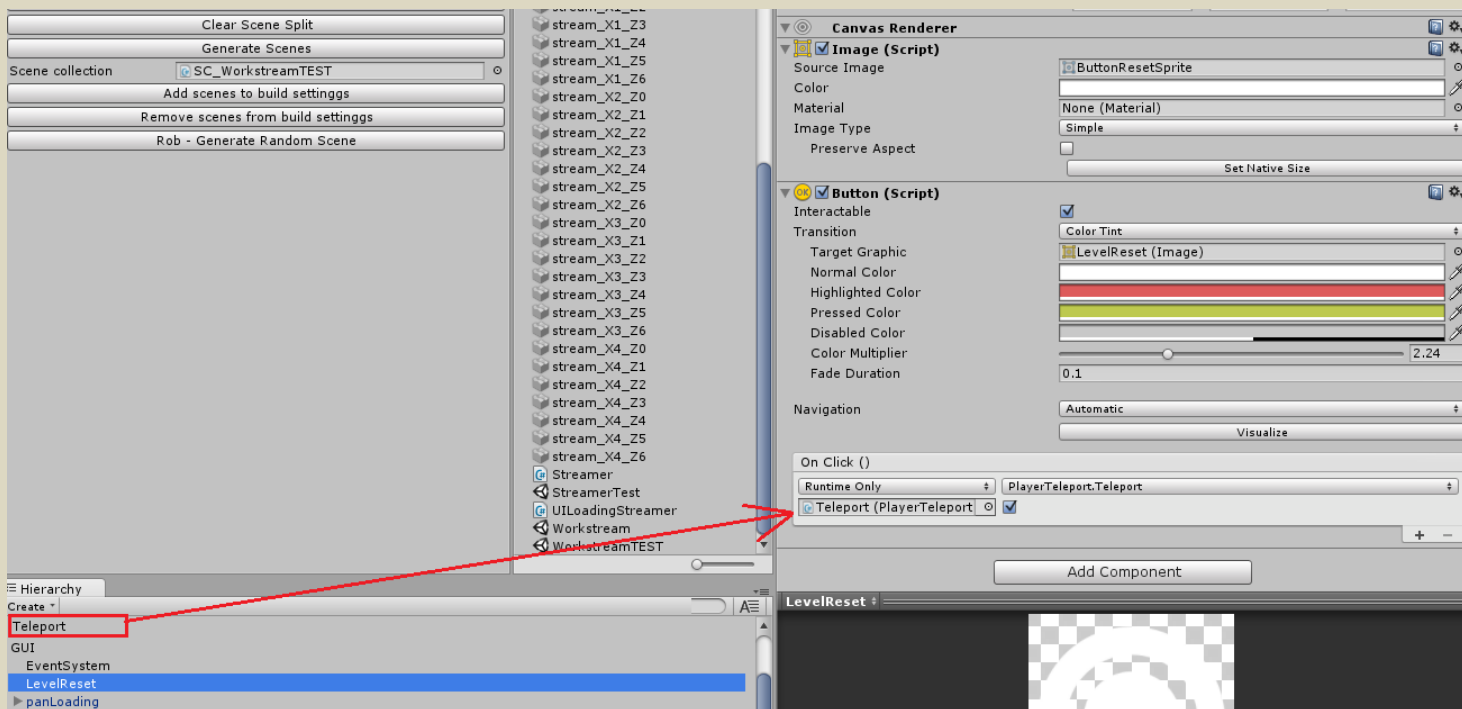 Clear Scene Split
Generate Scenes
Scene collection
SC_WorkstreamTEST
Add scenes to build settinggs
Remove scenes from build settinggs
Rob - Generate Random Scene
stream_X1_Z3
stream_X1_Z4
stream_X1_Z5
stream_X1_Z6
stream_X2_Z0
stream_X2_Z1
stream_X2_Z2
stream_X2_Z3
stream_X2_Z4
stream_X2_Z5
stream_X2_Z6
stream_X3_Z0
stream_X3_Z1
stream_X3_Z2
stream_X3_Z3
stream_X3_Z4
stream_X3_Z5
stream_X3_Z6
stream_X4_Z0
stream_X4_Z1
stream_X4_Z2
stream_X4_Z3
stream_X4_Z4
stream_X4_Z5
stream_X4_Z6
Streamer
StreamerTest
UILoadingStreamer
Workstream
WorkstreamTEST
Hierarchy
Create
Teleport
GUI
EventSystem
LevelReset
panLoading
Canvas Renderer
Image (Script)
Source Image
ButtonResetSprite
Color
Material
None (Material)
Image Type
Simple
Preserve Aspect
Set Native Size
OK Button (Script)
Interactable
Transition
Color Tint
Target Graphic
LevelReset (Image)
Normal Color
Highlighted Color
Pressed Color
Disabled Color
Color Multiplier
2.24
Fade Duration
0.1
Navigation
Automatic
Visualize
On Click ()
Runtime Only
PlayerTeleport.Teleport
Teleport (PlayerTeleport
+ −
Add Component
LevelReset